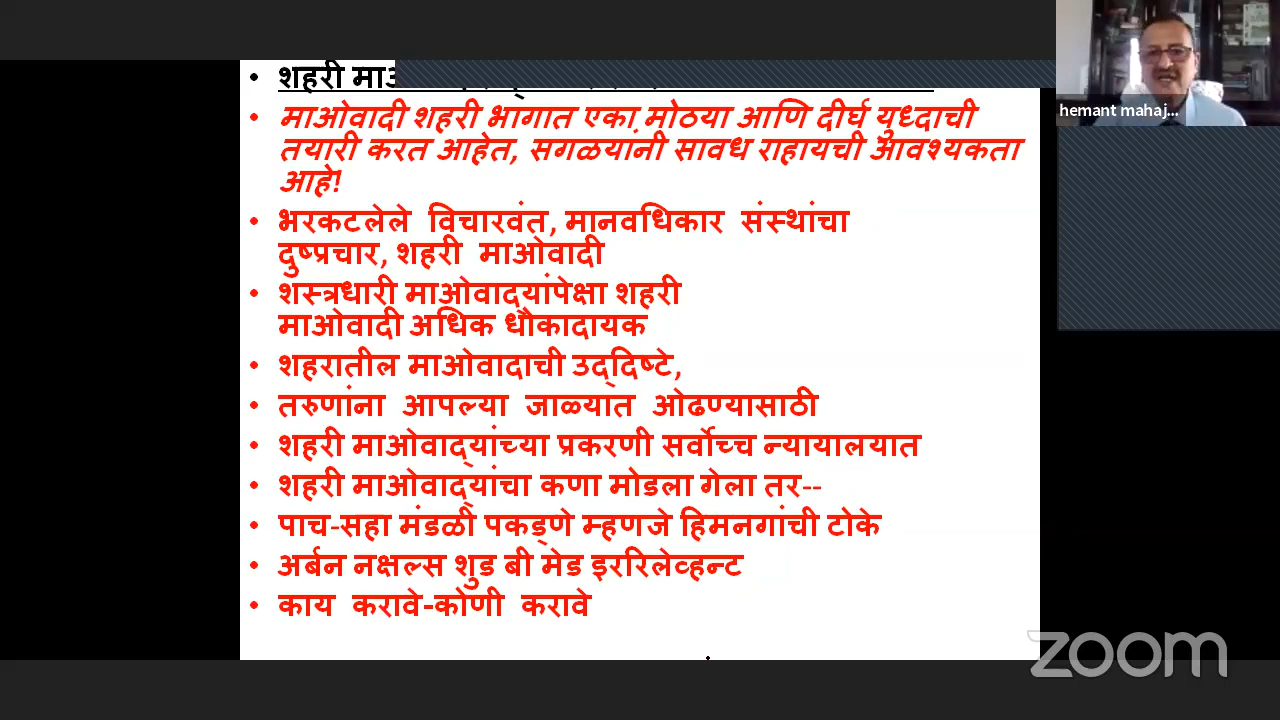 • शहरी
• माओवादी शहरी भागात एका मोठया आणि दीर्घ युध्दाची
तयारी करत आहेत, सगळयांनी सावध राहायची आवश्यकता
आहे!
• भरकटलेले विचारवंत, मानवधिकार संस्थांचा
दुष्प्रचार, शहरी माओवादी
• शस्त्रधारी माओवाद्यांपेक्षा शहरी
माओवादी अधिक धौकादायक
• शहरातील माओवादाची उद्दिष्टे,
• तरुणांना आपल्या जाळ्यात ओढण्यासाठी
• शहरी माओवाद्यांच्या प्रकरणी सर्वोच्च न्यायालयात
• शहरी माओवाद्यांचा कणा मोडला गेला तर--
• पाच-सहा मंडळी पकड्णे म्हणजे हिमनगांची टोके
• अर्बन नक्षल्स शुड बी मेड इररिलेव्हन्ट
• काय करावे-कोणी करावे
hemant mahaj...
zoom